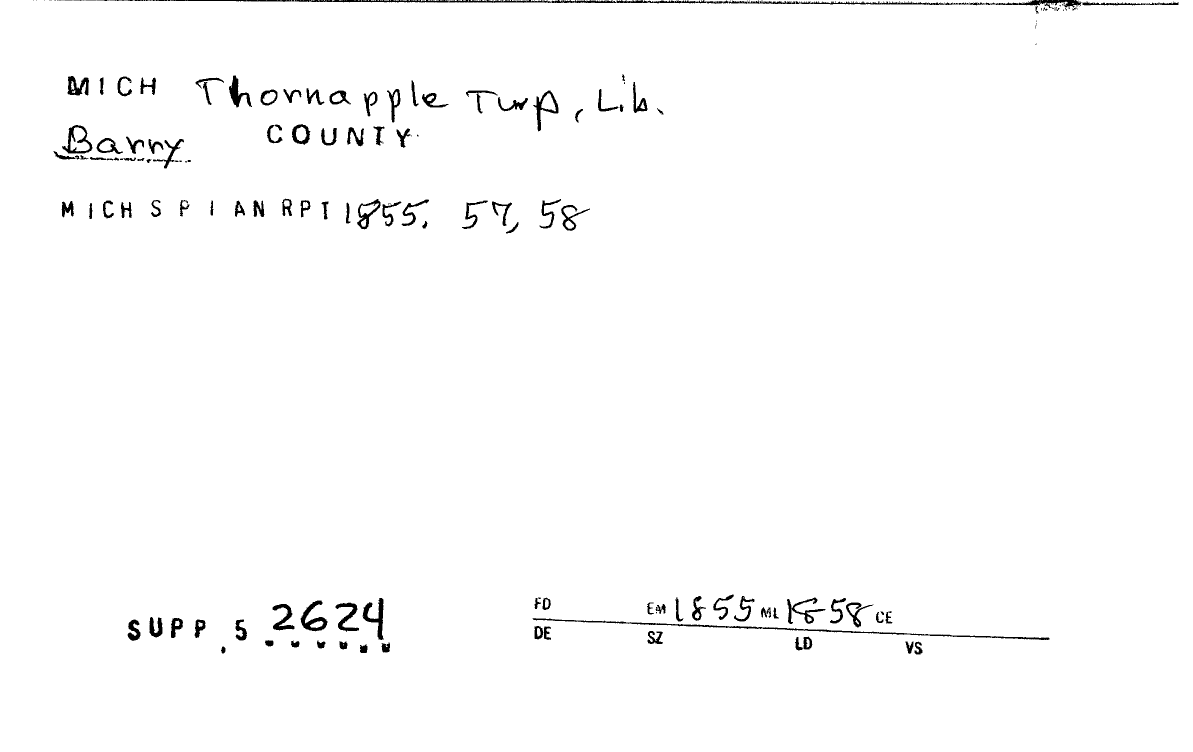 MICH Thornapple Twp, Lib.
Barry COUNTY
MICH S P I AN RPT 1855, 57, 58
SUPP. 5 2624
FD EM 1855 ML 1858 CE
DE SZ LD VS